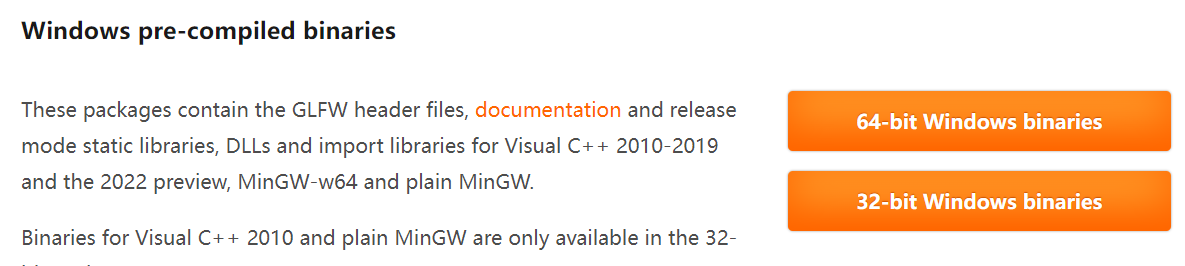 Windows pre-compiled binaries
These packages contain the GLFW header files, documentation and release
mode static libraries, DLLs and import libraries for Visual C++ 2010-2019
and the 2022 preview, MinGW-w64 and plain MinGW.
Binaries for Visual C++ 2010 and plain MinGW are only available in the 32-
64-bit Windows binaries
32-bit Windows binaries